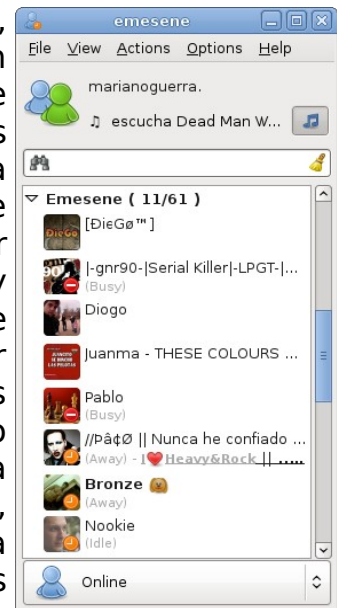 emesene
File View Actions Options Help
marianoguerra.
♫ escucha Dead Man W...
Emesene ( 11/61 )
[ÐieGø™]
|-gnr90-|Serial Killer|-LPGT-|...
(Busy)
Diogo
Juanma - THESE COLOURS ...
Pablo
(Busy)
//Þâ¢Ø || Nunca he confiado ...
(Away) - I❤Heavy&Rock || .....
Bronze
(Away)
Nookie
(Idle)
Online